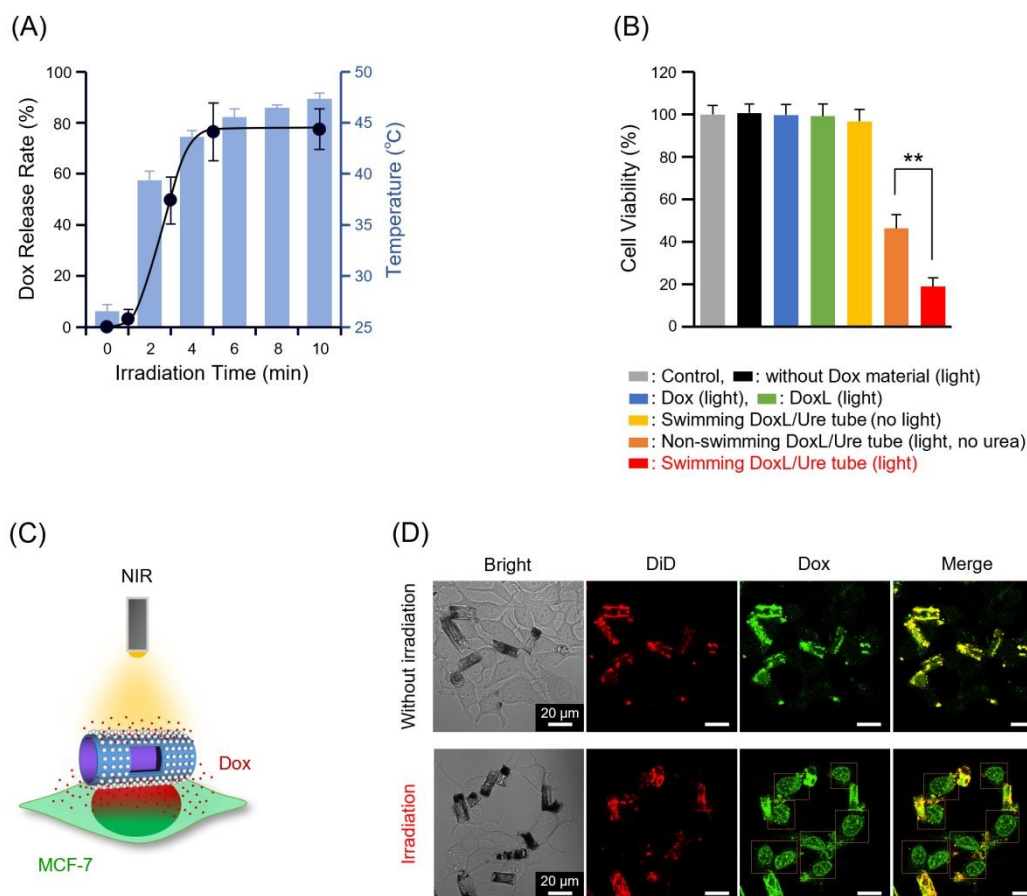 (A)
Dox Release Rate (%)
100
80
60
40
20
0
50
45
40
35
30
25
Temperature (°C)
0 2 4 6 8 10
Irradiation Time (min)
(B)
Cell Viability (%)
120
100
80
60
40
20
0
**
: Control, : without Dox material (light)
: Dox (light), : DoxL (light)
: Swimming DoxL/Ure tube (no light)
: Non-swimming DoxL/Ure tube (light, no urea)
: Swimming DoxL/Ure tube (light)
(C)
NIR
Dox
MCF-7
(D)
Bright DiD Dox Merge
Without irradiation
20 µm
Irradiation
20 µm